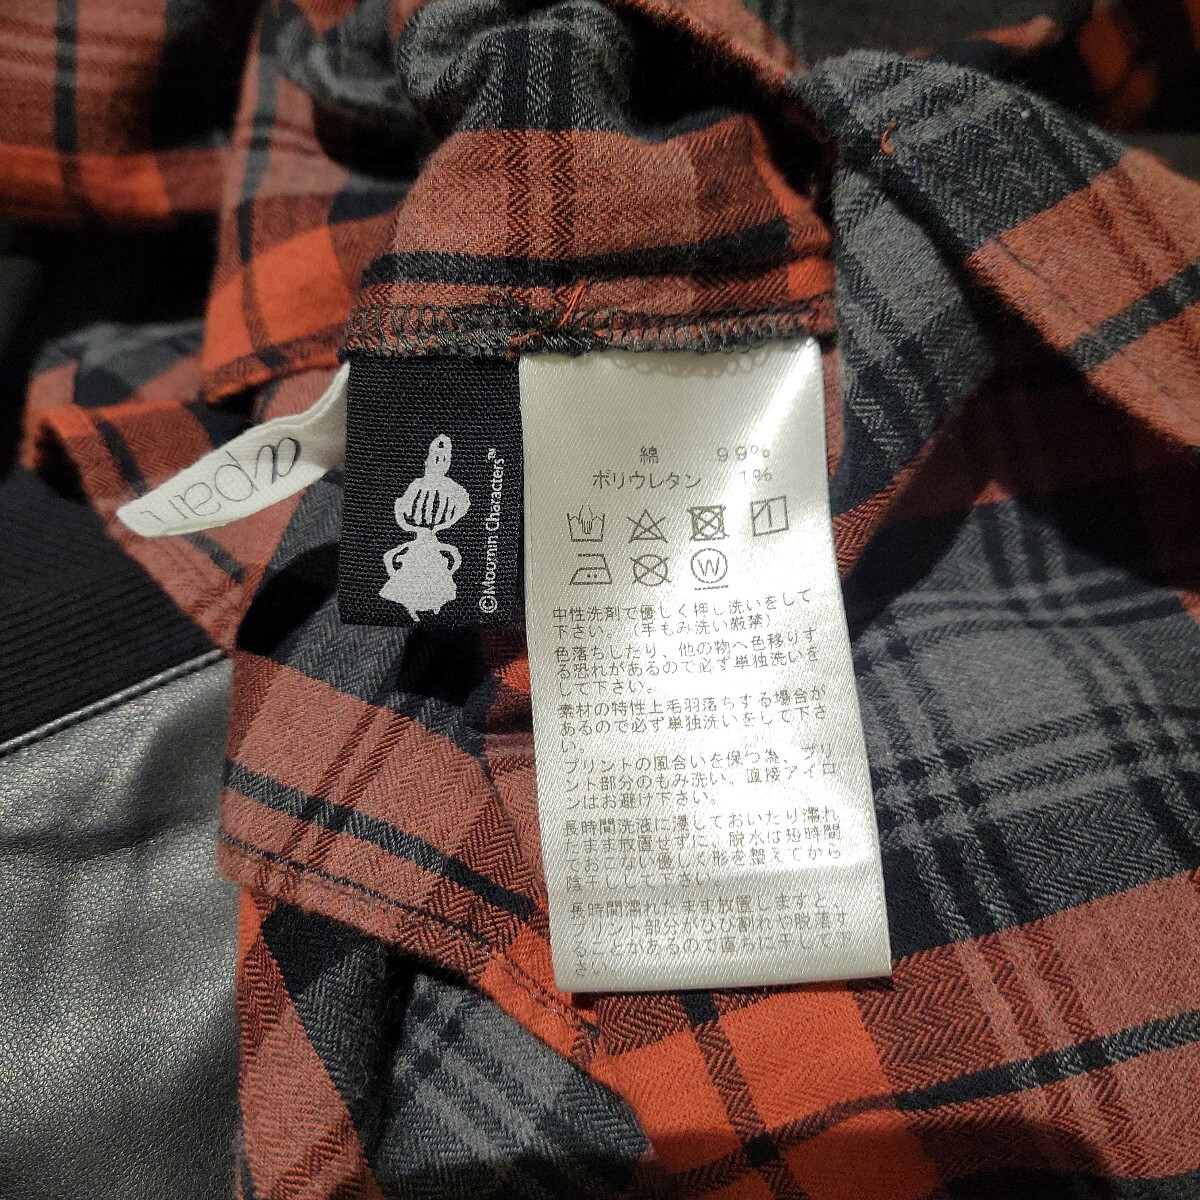 apart
©Moomin Characters™
綿 99%
ポリウレタン 1%
W
中性洗剤で優しく押し洗いをして
下さい。（手もみ洗い厳禁）
色落ちしたり、他の物へ色移りす
る恐れがあるので必ず単独洗いを
して下さい。
素材の特性上毛羽落ちする場合が
あるので必ず単独洗いをして下さ
い。
プリントの風合いを保つ為、プリ
ント部分のもみ洗い、直接アイロ
ンはお避け下さい。
長時間洗液に浸しておいたり濡れ
たまま放置せずに、脱水は短時間
でおこない優しく形を整えてから
陰干しして下さい。
長時間濡れたまま放置しますと、
プリント部分がひび割れや脱落す
ることがあるので直ちに干して下
さい。